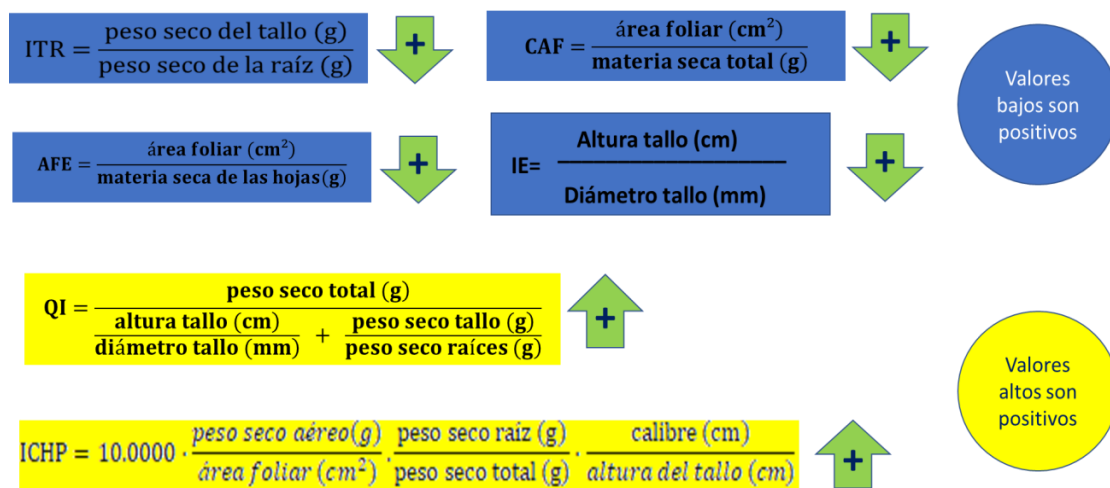 ITR = peso seco del tallo (g) / peso seco de la raíz (g)
+
CAF = área foliar (cm²) / materia seca total (g)
+
Valores
bajos son
positivos
AFE = área foliar (cm²) / materia seca de las hojas(g)
+
IE= Altura tallo (cm) / Diámetro tallo (mm)
+
QI = peso seco total (g) / altura tallo (cm) / diámetro tallo (mm) + peso seco tallo (g) / peso seco raíces (g)
+
Valores
altos son
positivos
ICHP = 10.0000 · peso seco aéreo(g) / área foliar (cm²) · peso seco raíz (g) / peso seco total (g) · calibre (cm) / altura del tallo (cm)
+